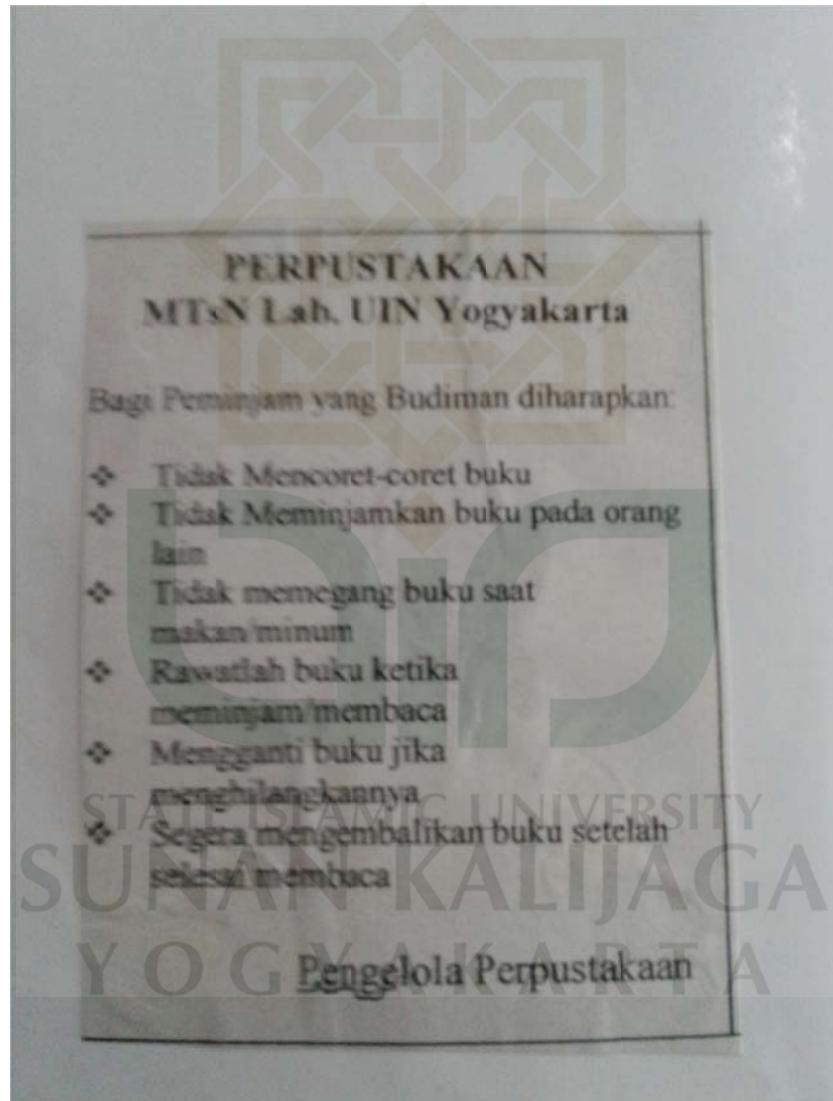 PERPUSTAKAAN
MTsN Lab. UIN Yogyakarta
Bagi Peminjam yang Budiman diharapkan:
❖ Tidak Mencoret-coret buku
❖ Tidak Meminjamkan buku pada orang
lain
❖ Tidak memegang buku saat
makan/minum
❖ Rawatlah buku ketika
meminjam/membaca
❖ Mengganti buku jika
menghilangkannya
❖ Segera mengembalikan buku setelah
selesai membaca
Pengelola Perpustakaan
STATE ISLAMIC UNIVERSITY
SUNAN KALIJAGA
YOGYAKARTA